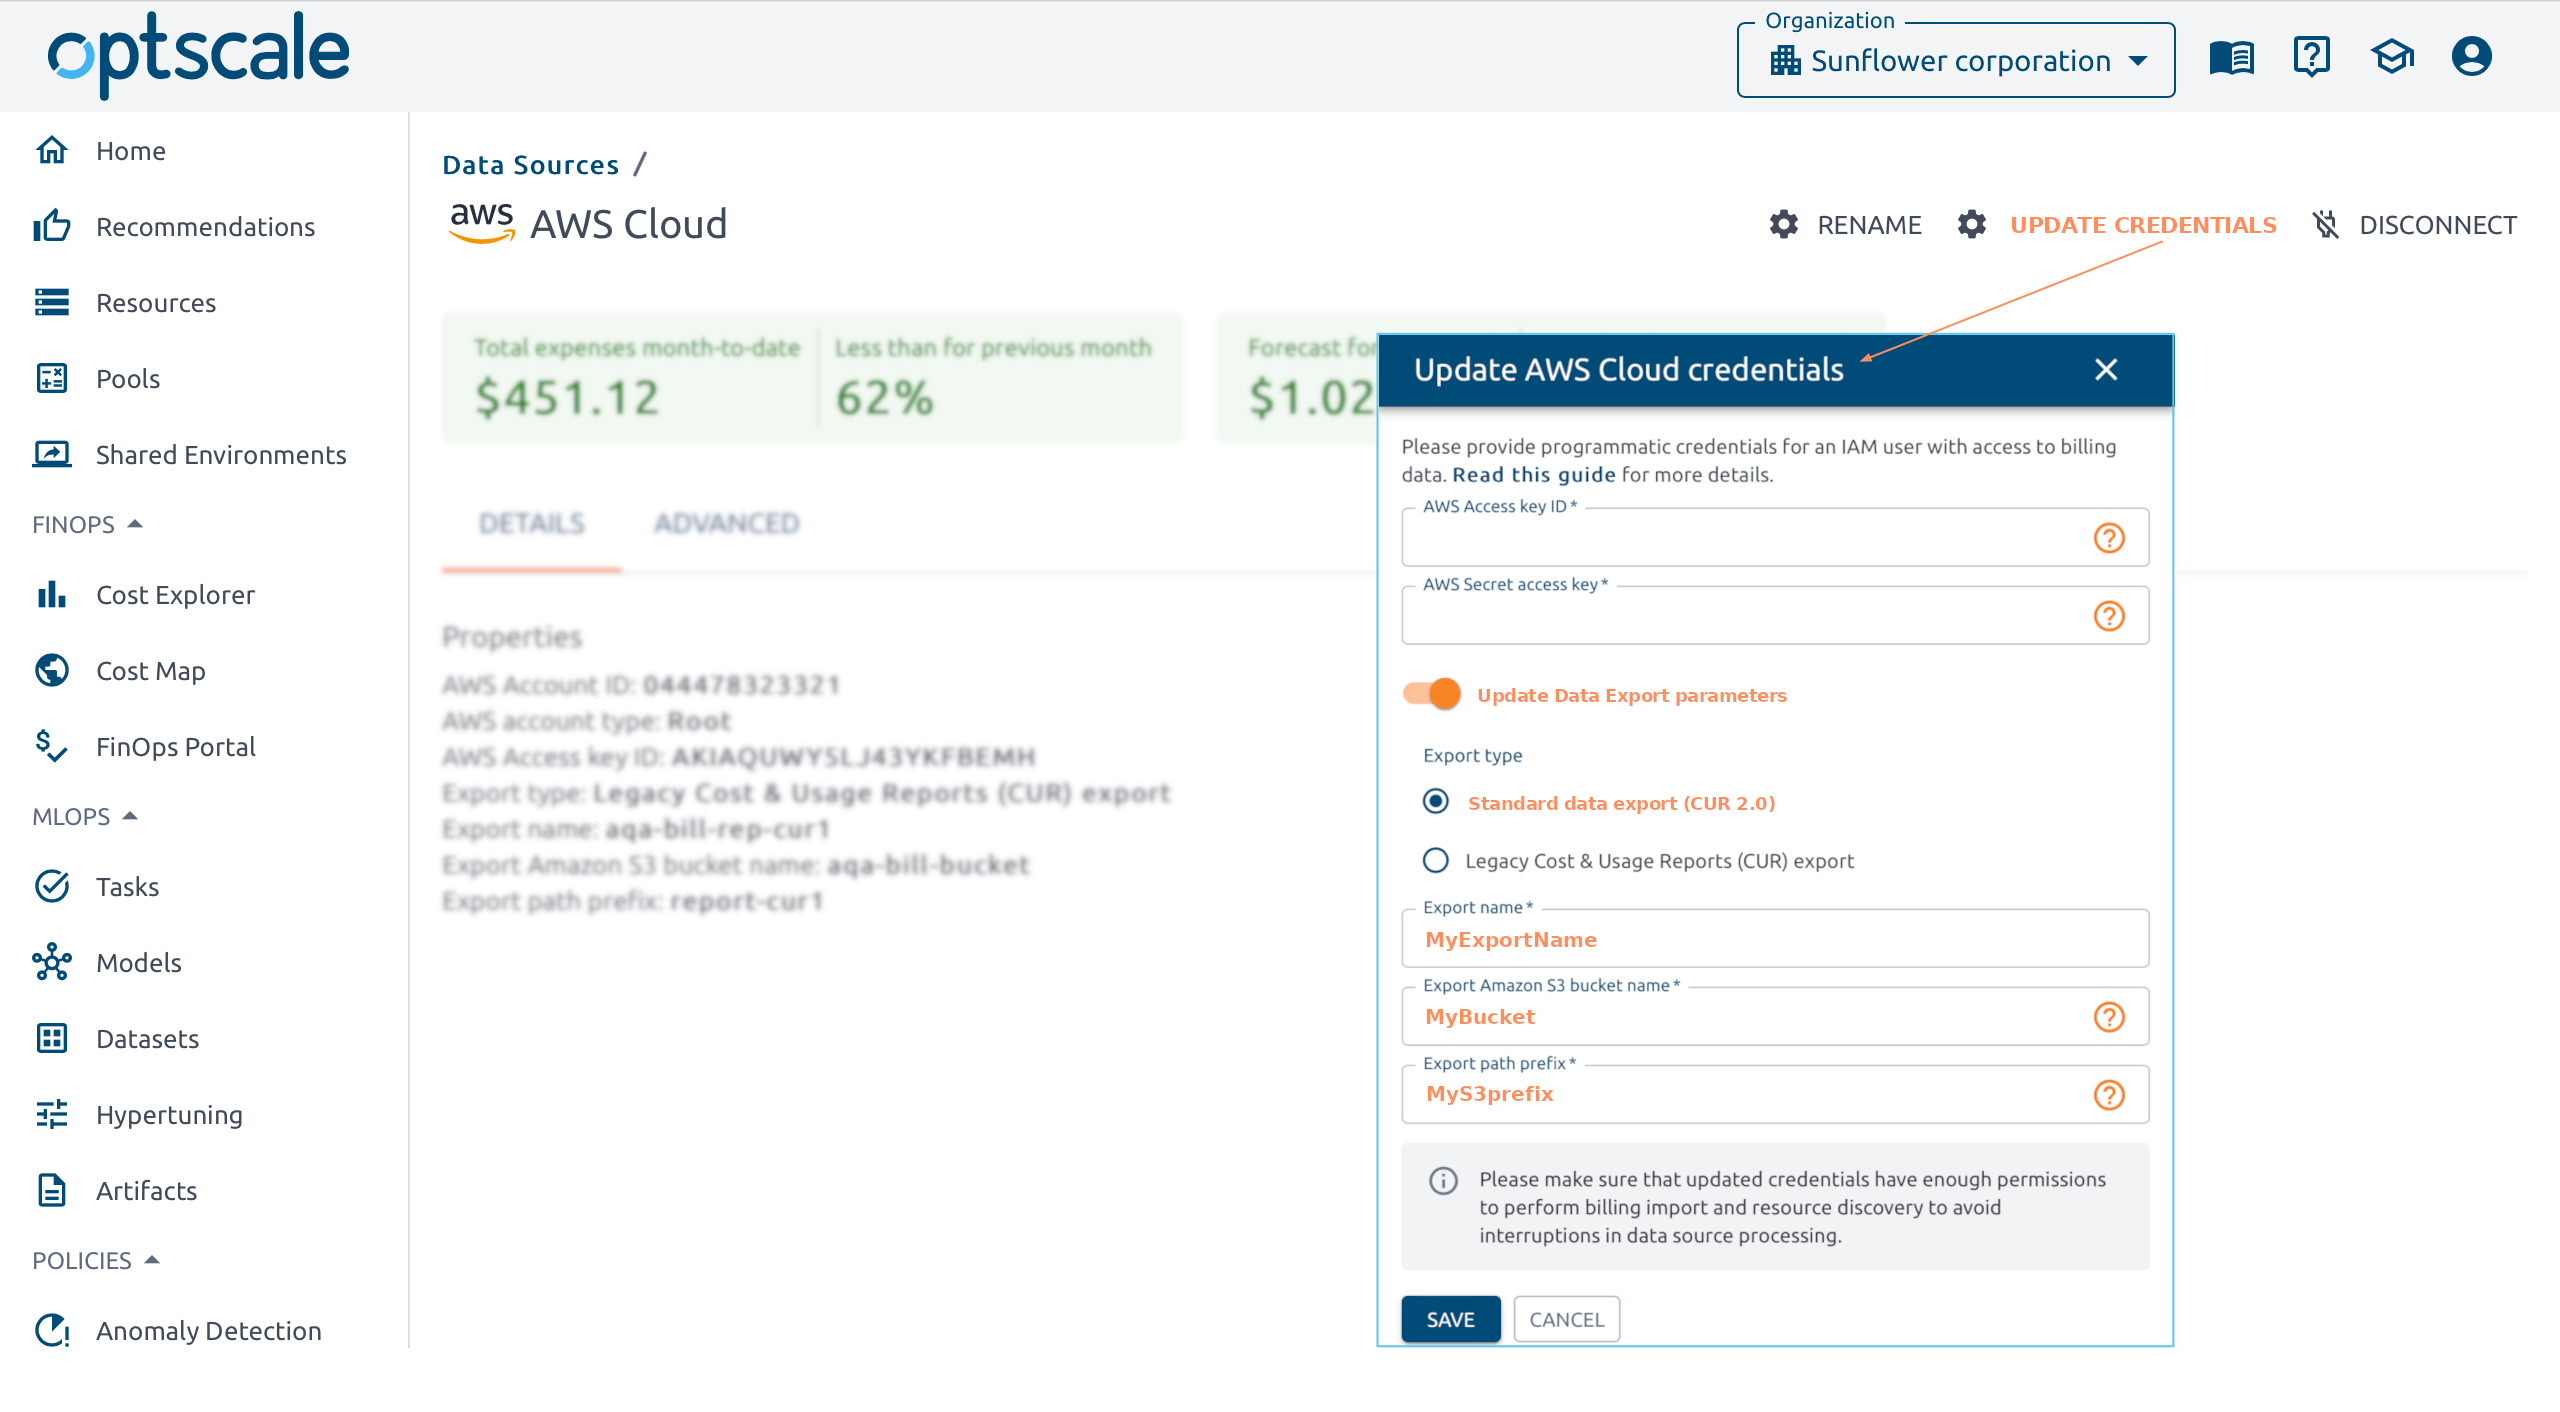 optscale
Organization
Sunflower corporation
Home
Recommendations
Resources
Pools
Shared Environments
FINOPS
Cost Explorer
Cost Map
FinOps Portal
MLOPS
Tasks
Models
Datasets
Hypertuning
Artifacts
POLICIES
Anomaly Detection
Data Sources /
aws AWS Cloud
RENAME
UPDATE CREDENTIALS
DISCONNECT
Total expenses month-to-date
$451.12
Less than for previous month
62%
Forecast for
$1.02
DETAILS
ADVANCED
Properties
AWS Account ID: 044478323321
AWS account type: Root
AWS Access key ID:
Export type: Legacy Cost & Usage Reports (CUR) export
Export name: aqa-bill-rep-cur1
Export Amazon S3 bucket name: aqa-bill-bucket
Export path prefix: report-cur1
Update AWS Cloud credentials
Please provide programmatic credentials for an IAM user with access to billing
data. Read this guide for more details.
AWS Access key ID *
AWS Secret access key *
Update Data Export parameters
Export type
Standard data export (CUR 2.0)
Legacy Cost & Usage Reports (CUR) export
Export name *
MyExportName
Export Amazon S3 bucket name *
MyBucket
Export path prefix *
MyS3prefix
Please make sure that updated credentials have enough permissions
to perform billing import and resource discovery to avoid
interruptions in data source processing.
SAVE
CANCEL